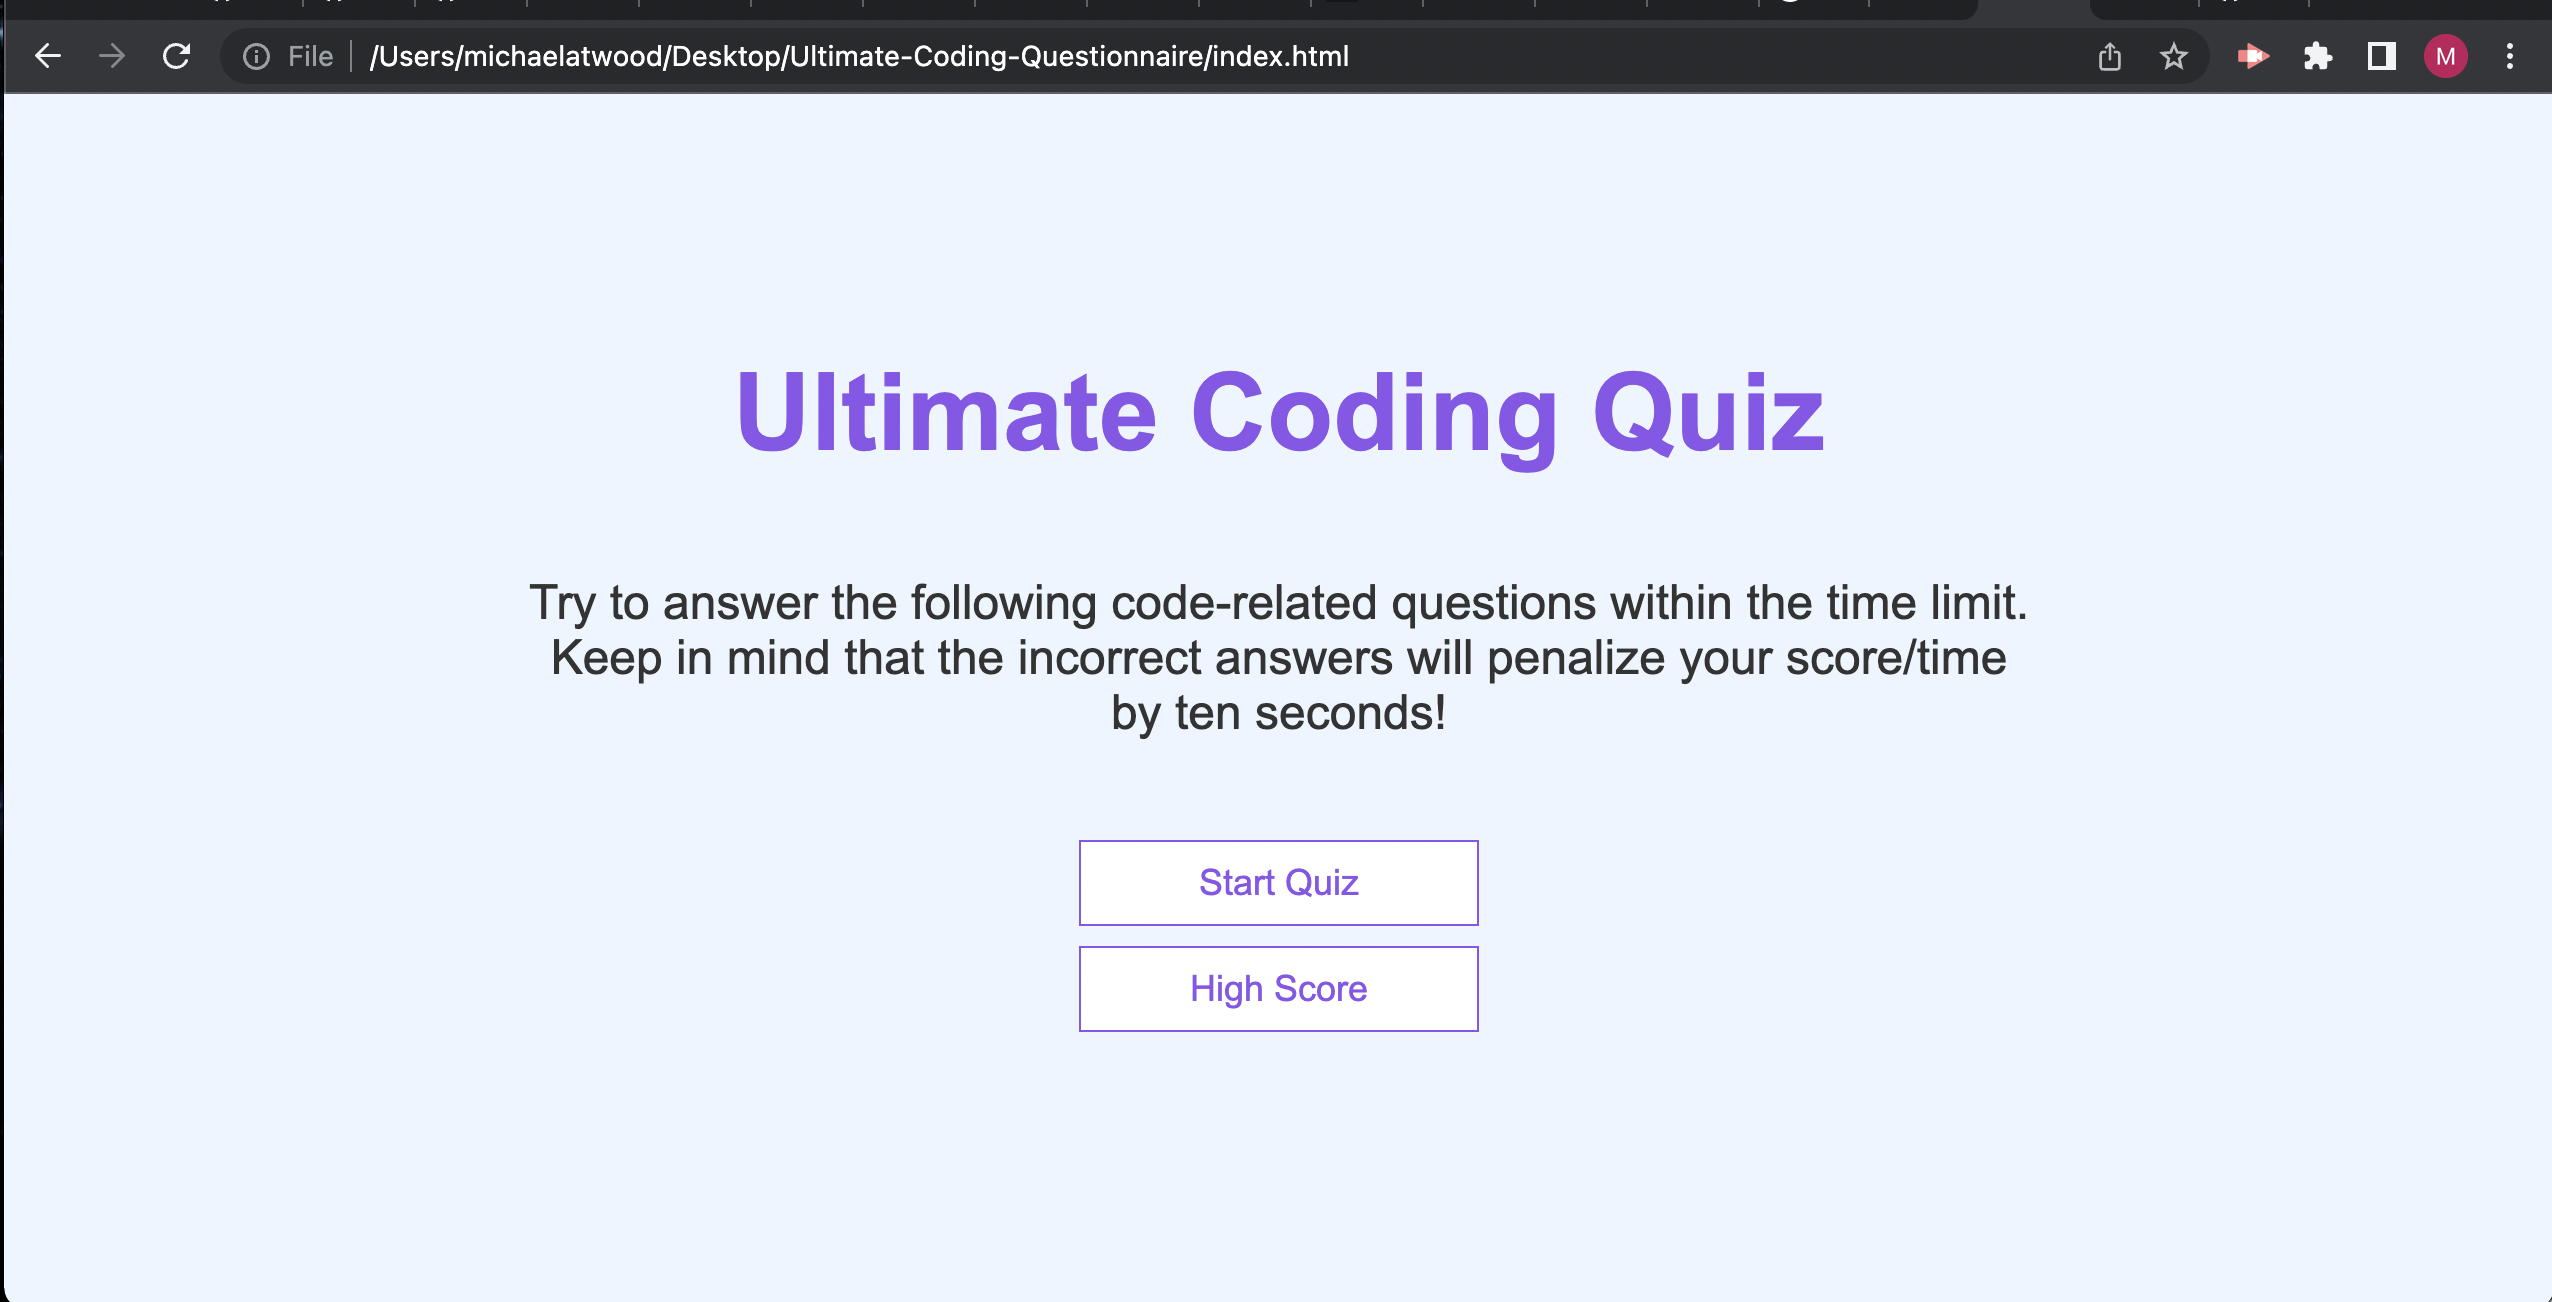 File /Users/michaelatwood/Desktop/Ultimate-Coding-Questionnaire/index.html
M
Ultimate Coding Quiz
Try to answer the following code-related questions within the time limit.
Keep in mind that the incorrect answers will penalize your score/time
by ten seconds!
Start Quiz
High Score